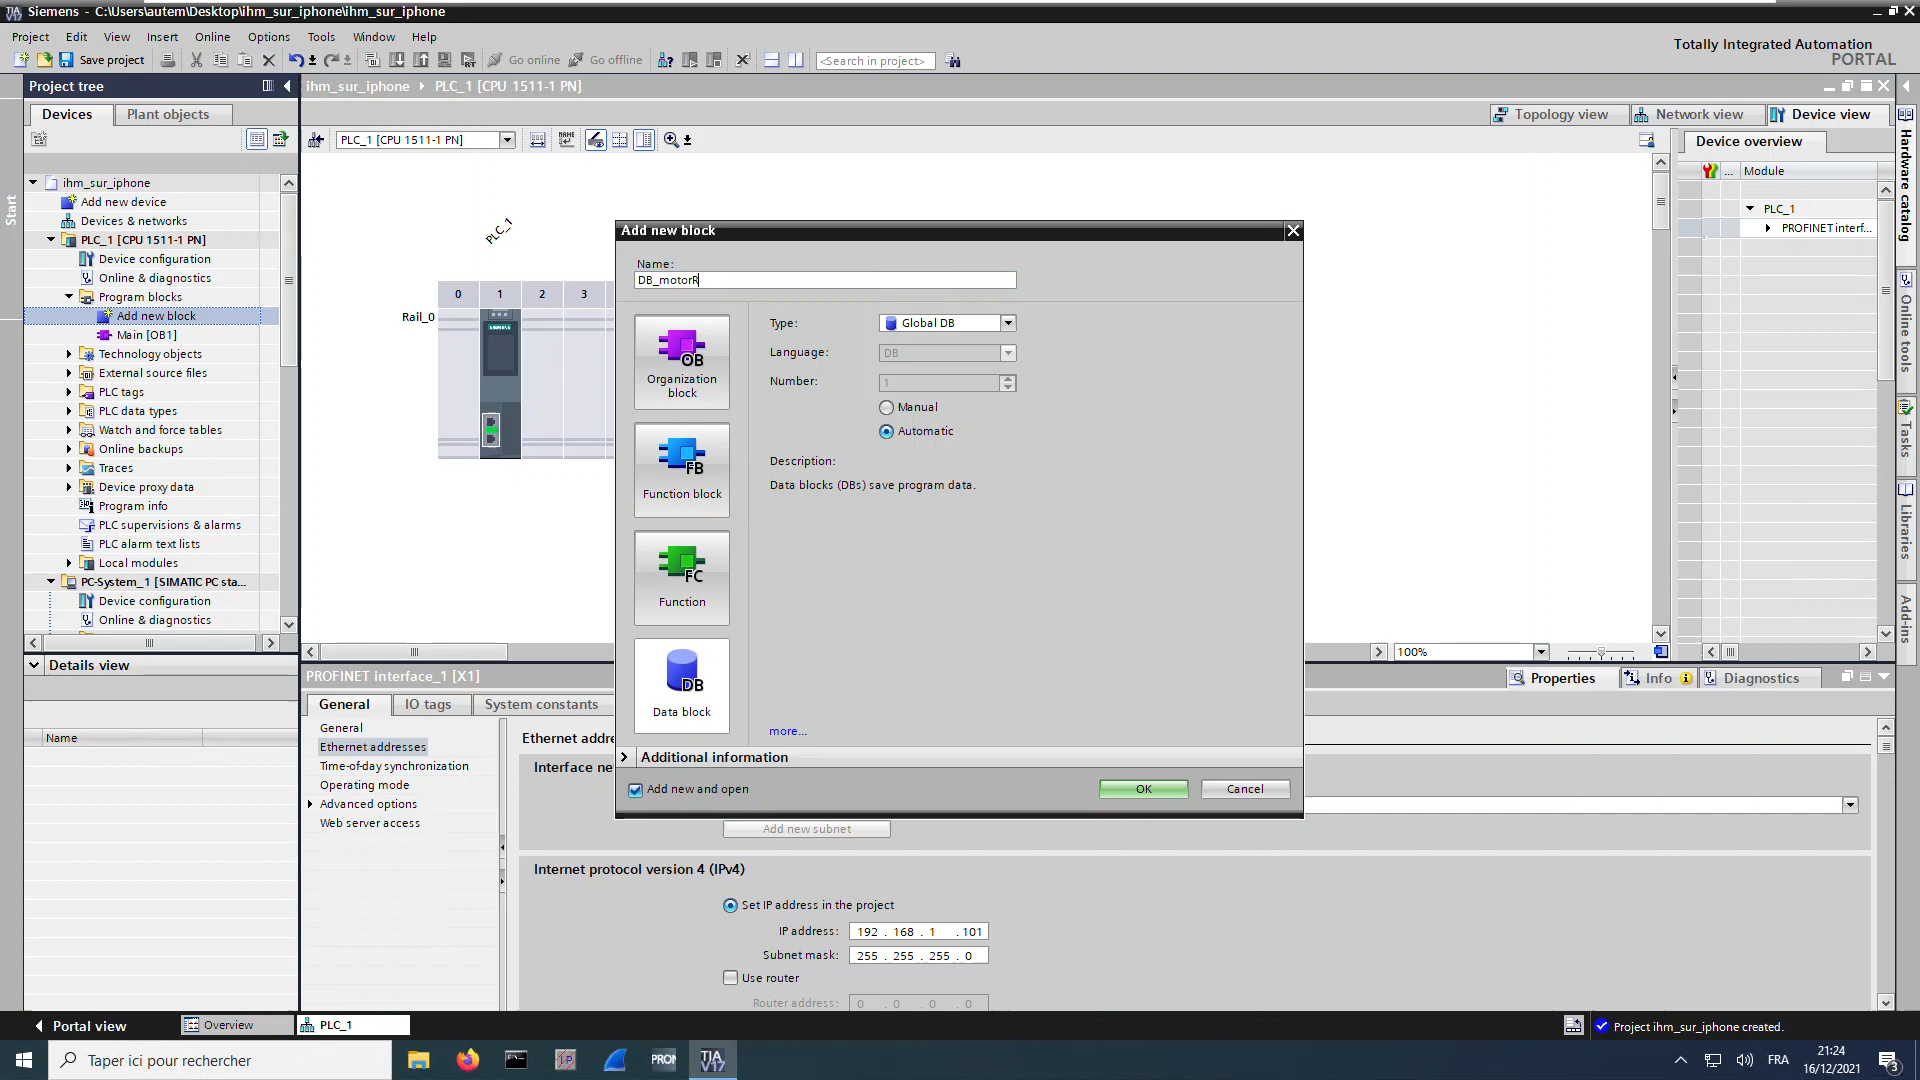 Siemens - C:\Users\autem\Desktop\ihm_sur_iphone\ihm_sur_iphone
Project Edit View Insert Online Options Tools Window Help
Totally Integrated Automation
PORTAL
Save project
Go online
Go offline
<Search in project>
Project tree
ihm_sur_iphone
PLC_1 [CPU 1511-1 PN]
Devices
Plant objects
Topology view
Network view
Device view
PLC_1 [CPU 1511-1 PN]
Device overview
... Module
PLC_1
PROFINET interf...
Start
ihm_sur_iphone
Add new device
Devices & networks
PLC_1 [CPU 1511-1 PN]
Device configuration
Online & diagnostics
Program blocks
Add new block
Main [OB1]
Technology objects
External source files
PLC tags
PLC data types
Watch and force tables
Online backups
Traces
Device proxy data
Program info
PLC supervisions & alarms
PLC alarm text lists
Local modules
PC-System_1 [SIMATIC PC sta...
Device configuration
Online & diagnostics
PLC_1
0 1 2 3
Rail_0
SIEMENS
Add new block
Name:
DB_motorR
OB
Organization
block
FB
Function block
FC
Function
DB
Data block
Type:
Global DB
Language:
DB
Number:
1
Manual
Automatic
Description:
Data blocks (DBs) save program data.
more...
Additional information
Add new and open
OK
Cancel
100%
Hardware catalog
Online tools
Tasks
Libraries
Add-ins
Details view
Name
PROFINET interface_1 [X1]
Properties
Info
Diagnostics
General
IO tags
System constants
General
Ethernet addresses
Time-of-day synchronization
Operating mode
Advanced options
Web server access
Ethernet addre
Interface ne
Add new subnet
Internet protocol version 4 (IPv4)
Set IP address in the project
IP address: 192 . 168 . 1 . 101
Subnet mask: 255 . 255 . 255 . 0
Use router
Router address: 0 . 0 . 0 . 0
Portal view
Overview
PLC_1
Project ihm_sur_iphone created.
Taper ici pour rechercher
TIA
V17
FRA
21:24
16/12/2021
3